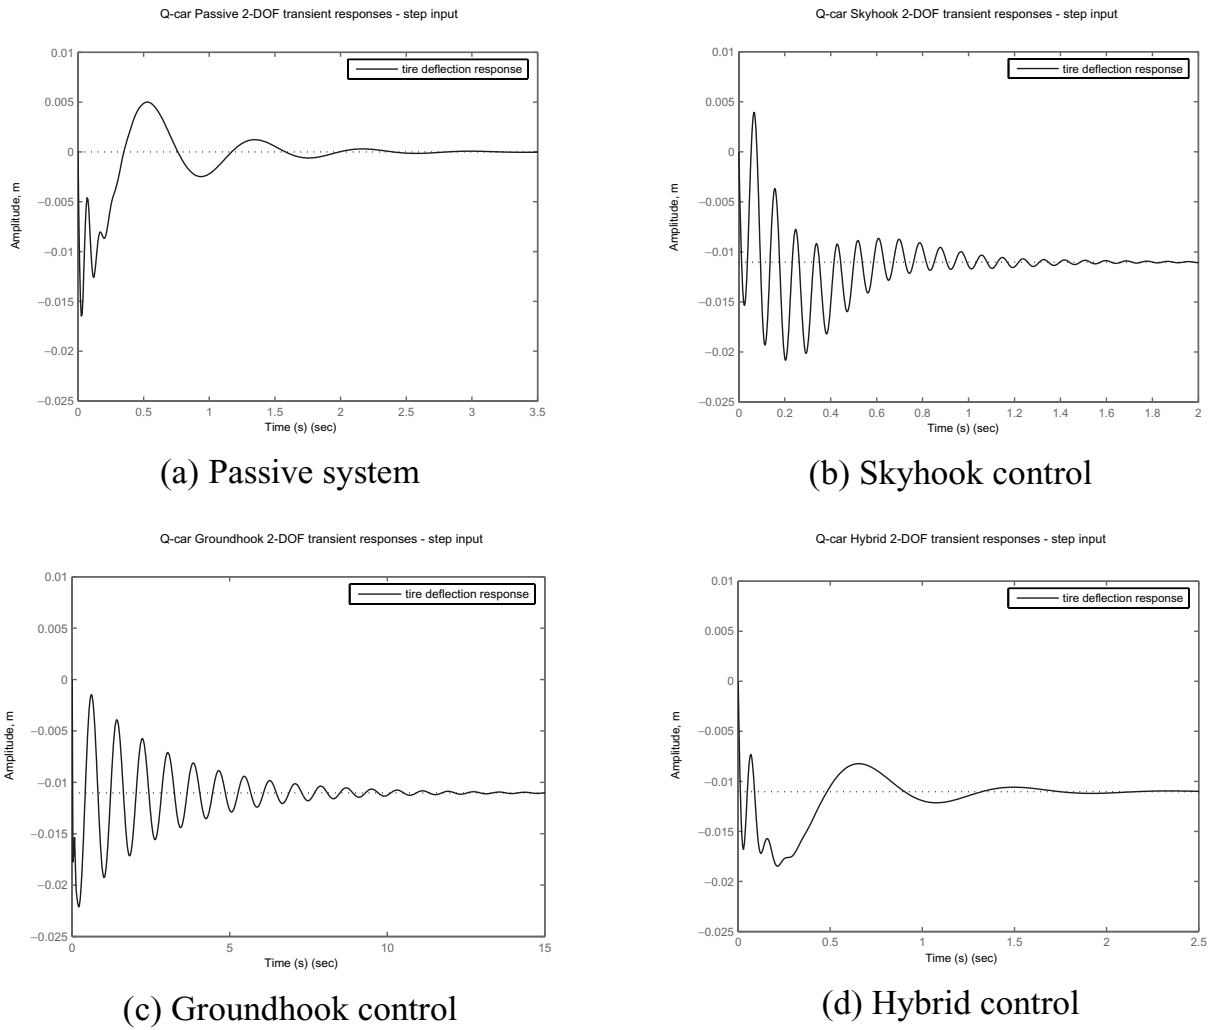 Q-car Passive 2-DOF transient responses - step input
0.01
tire deflection response
0.005
0
−0.005
−0.01
−0.015
−0.02
−0.025
Amplitude, m
0 0.5 1 1.5 2 2.5 3 3.5
Time (s) (sec)
(a) Passive system
Q-car Skyhook 2-DOF transient responses - step input
0.01
tire deflection response
0.005
0
−0.005
−0.01
−0.015
−0.02
−0.025
Amplitude, m
0 0.2 0.4 0.6 0.8 1 1.2 1.4 1.6 1.8 2
Time (s) (sec)
(b) Skyhook control
Q-car Groundhook 2-DOF transient responses - step input
0.01
tire deflection response
0.005
0
−0.005
−0.01
−0.015
−0.02
−0.025
Amplitude, m
0 5 10 15
Time (s) (sec)
(c) Groundhook control
Q-car Hybrid 2-DOF transient responses - step input
0.01
tire deflection response
0.005
0
−0.005
−0.01
−0.015
−0.02
−0.025
Amplitude, m
0 0.5 1 1.5 2 2.5
Time (s) (sec)
(d) Hybrid control